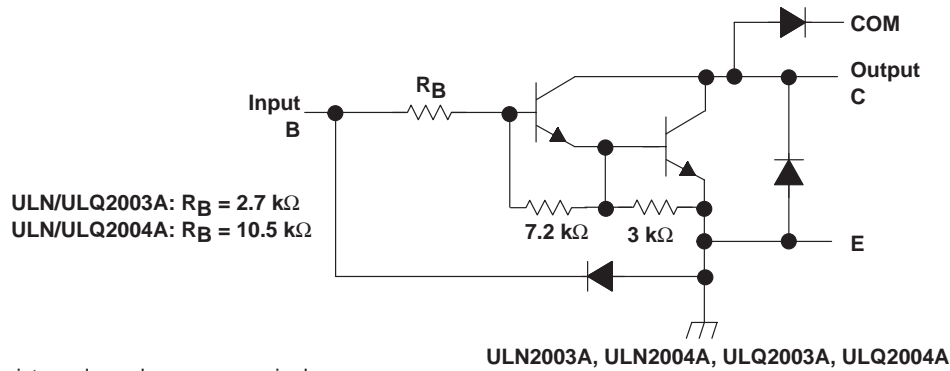 COM
Output
C
R_B
Input
B
ULN/ULQ2003A: R_B = 2.7 kΩ
ULN/ULQ2004A: R_B = 10.5 kΩ
7.2 kΩ
3 kΩ
E
ULN2003A, ULN2004A, ULQ2003A, ULQ2004A